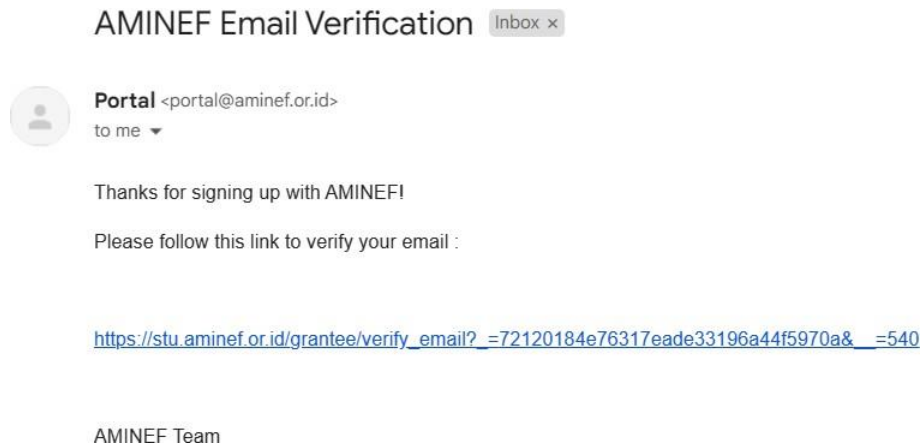 AMINEF Email Verification Inbox ×
Portal <portal@aminef.or.id>
to me
Thanks for signing up with AMINEF!
Please follow this link to verify your email :
https://stu.aminef.or.id/grantee/verify_email?_=72120184e76317eade33196a44f5970a&__=540
AMINEF Team